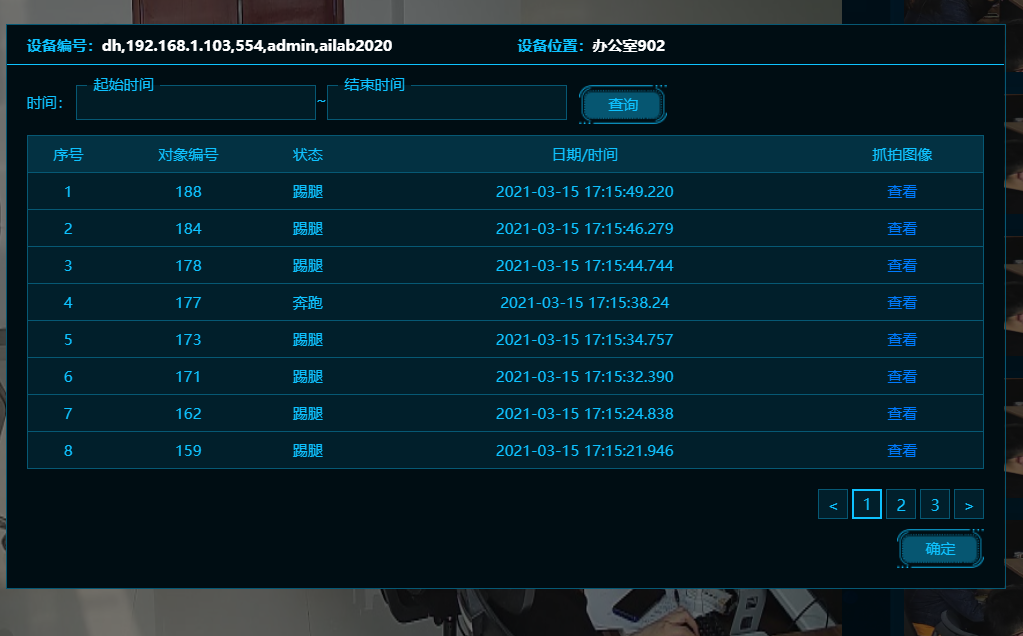 设备编号：dh,192.168.1.103,554,admin,ailab2020 设备位置：办公室902
起始时间 结束时间
时间： ~ 查询
序号 对象编号 状态 日期/时间 抓拍图像
1 188 踢腿 2021-03-15 17:15:49.220 查看
2 184 踢腿 2021-03-15 17:15:46.279 查看
3 178 踢腿 2021-03-15 17:15:44.744 查看
4 177 奔跑 2021-03-15 17:15:38.24 查看
5 173 踢腿 2021-03-15 17:15:34.757 查看
6 171 踢腿 2021-03-15 17:15:32.390 查看
7 162 踢腿 2021-03-15 17:15:24.838 查看
8 159 踢腿 2021-03-15 17:15:21.946 查看
< 1 2 3 >
确定